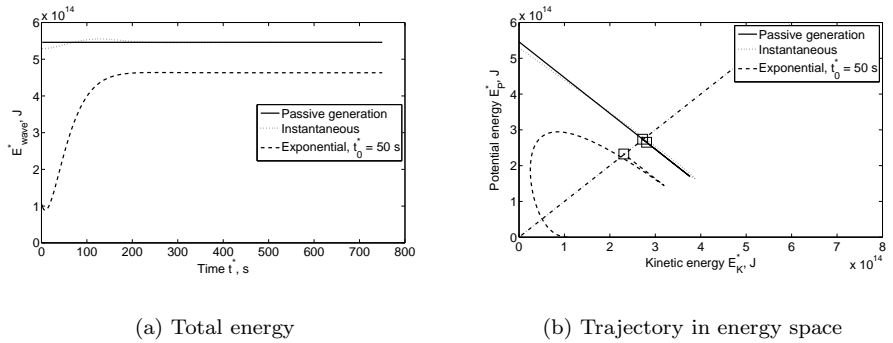 x 10^14
6
5
4
3
2
1
0
E*wave, J
0 100 200 300 400 500 600 700 800
Time t*, s
Passive generation
Instantaneous
Exponential, t*0 = 50 s
(a) Total energy
x 10^14
6
5
4
3
2
1
0
Potential energy E*P, J
0 1 2 3 4 5 6 7 8
Kinetic energy E*K, J
x 10^14
Passive generation
Instantaneous
Exponential, t*0 = 50 s
(b) Trajectory in energy space